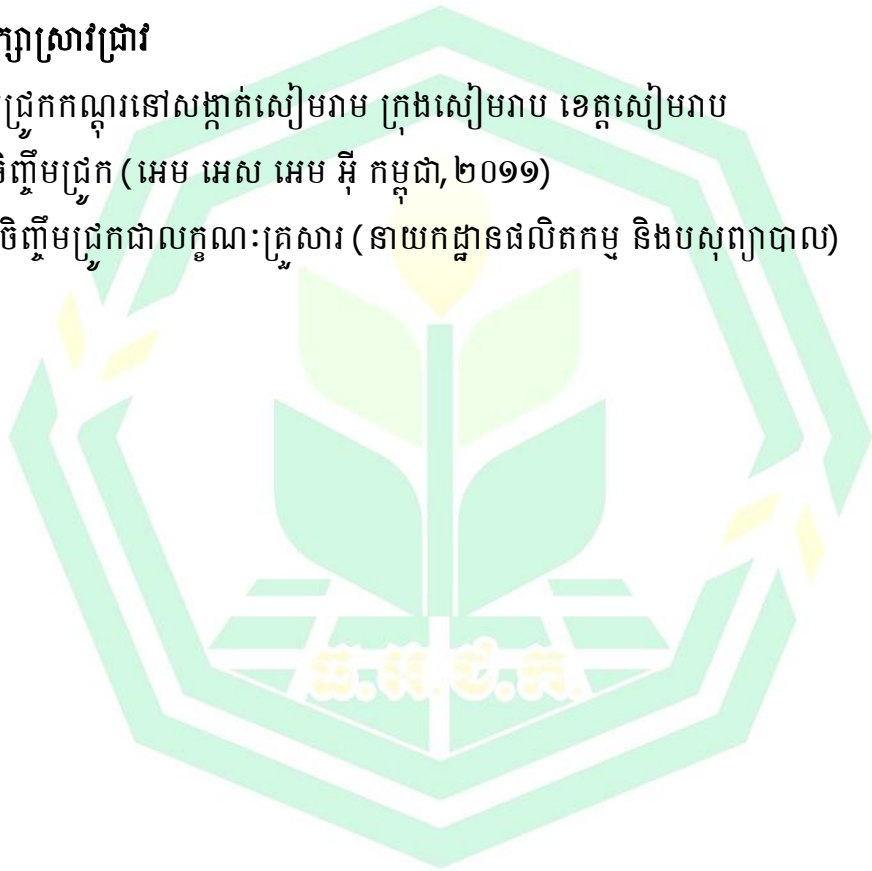 ក្សាស្រាវជ្រាវ
ជ្រូកកណ្ដុរនៅសង្កាត់សៀមរាម ក្រុងសៀមរាប ខេត្តសៀមរាប
ចិញ្ចឹមជ្រូក ( អេម អេស អេម អ៊ី កម្ពុជា, ២០១១)
ចិញ្ចឹមជ្រូកជាលក្ខណៈគ្រួសារ ( នាយកដ្ឋានផលិតកម្ម និងបសុព្យាបាល)